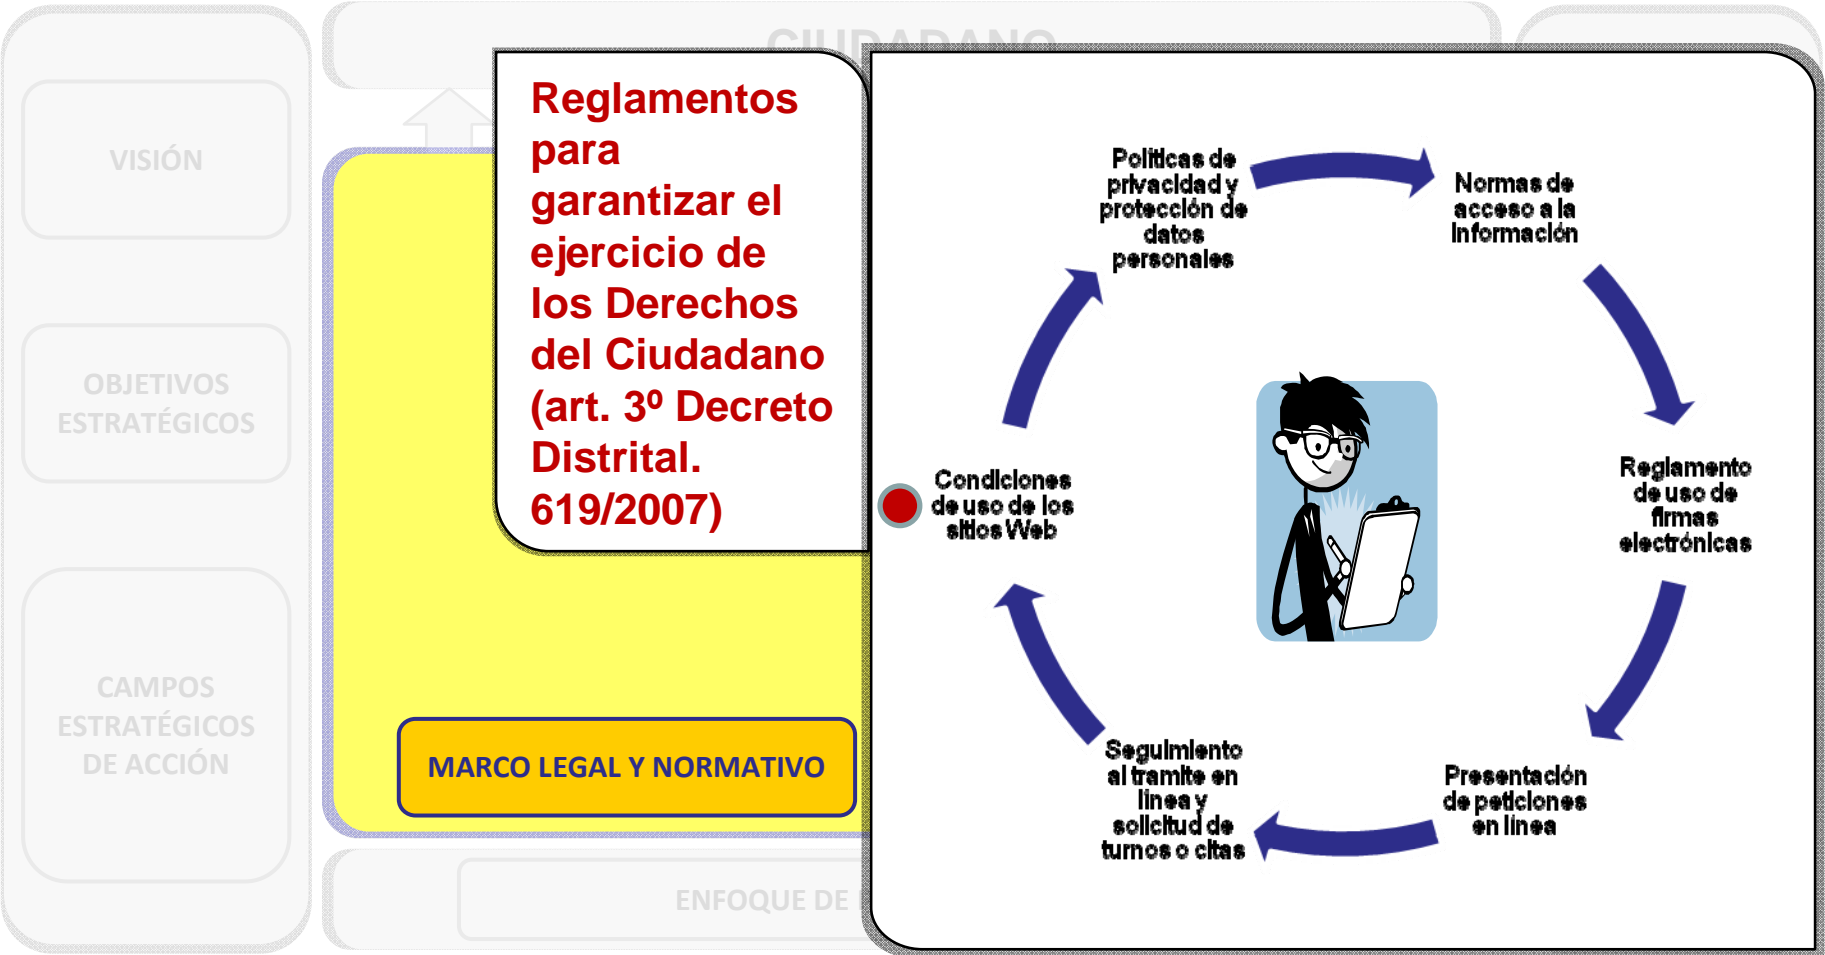 CIUDADANO
VISIÓN
OBJETIVOS
ESTRATÉGICOS
CAMPOS
ESTRATÉGICOS
DE ACCIÓN
Reglamentos
para
garantizar el
ejercicio de
los Derechos
del Ciudadano
(art. 3º Decreto
Distrital.
619/2007)
MARCO LEGAL Y NORMATIVO
ENFOQUE DE
Políticas de
privacidad y
protección de
datos
personales
Normas de
acceso a la
Información
Reglamento
de uso de
firmas
electrónicas
Presentación
de peticiones
en línea
Seguimiento
al tramite en
línea y
solicitud de
turnos o citas
Condiciones
de uso de los
sitios Web